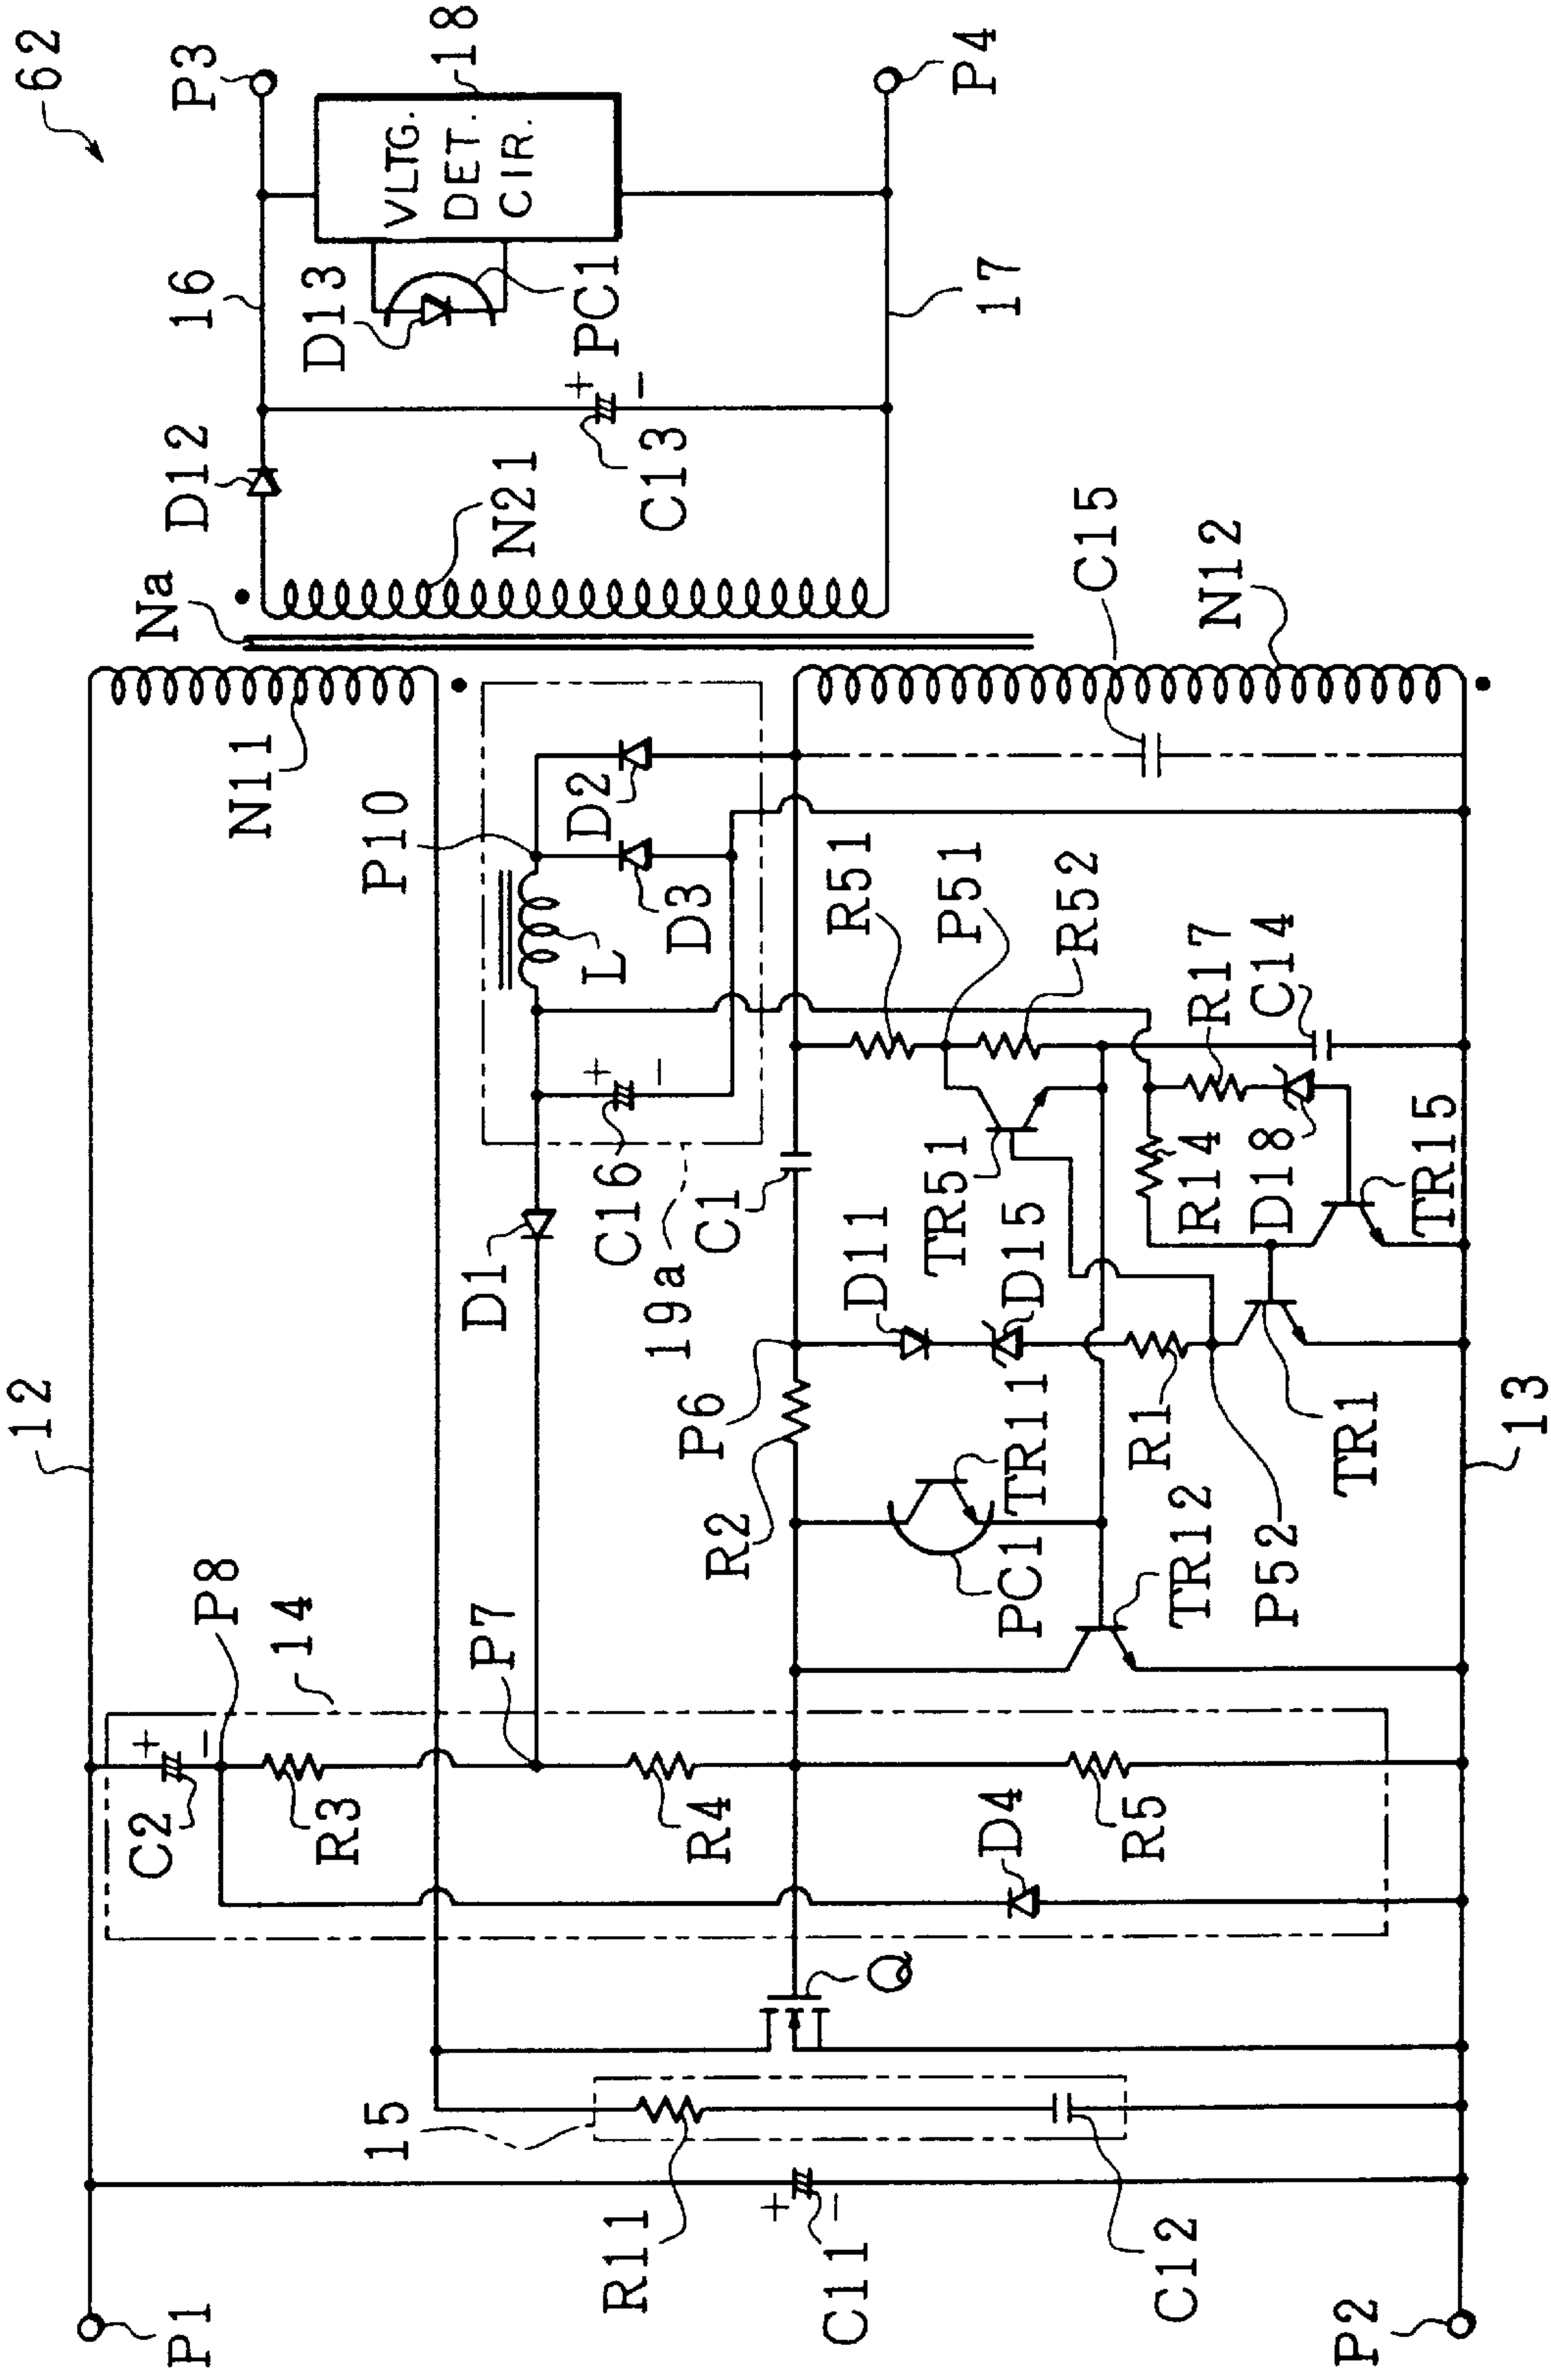 62
P3
18
P4
VLTG.
DET.
CIR.
16
D13
PC1
17
D12
C13
N21
Na
C15
N12
N11
P10
D2
D3
L
R51
P51
R52
R17
C14
C16
19a
C1
TR51
R14
D18
TR15
D1
D11
D15
12
P6
R2
TR11
PC1
R1
TR1
13
P8
14
P7
TR12
P52
C2
R3
R4
D4
R5
Q
15
R11
C11
C12
P1
P2
+
−
+
−
+
−
+
−